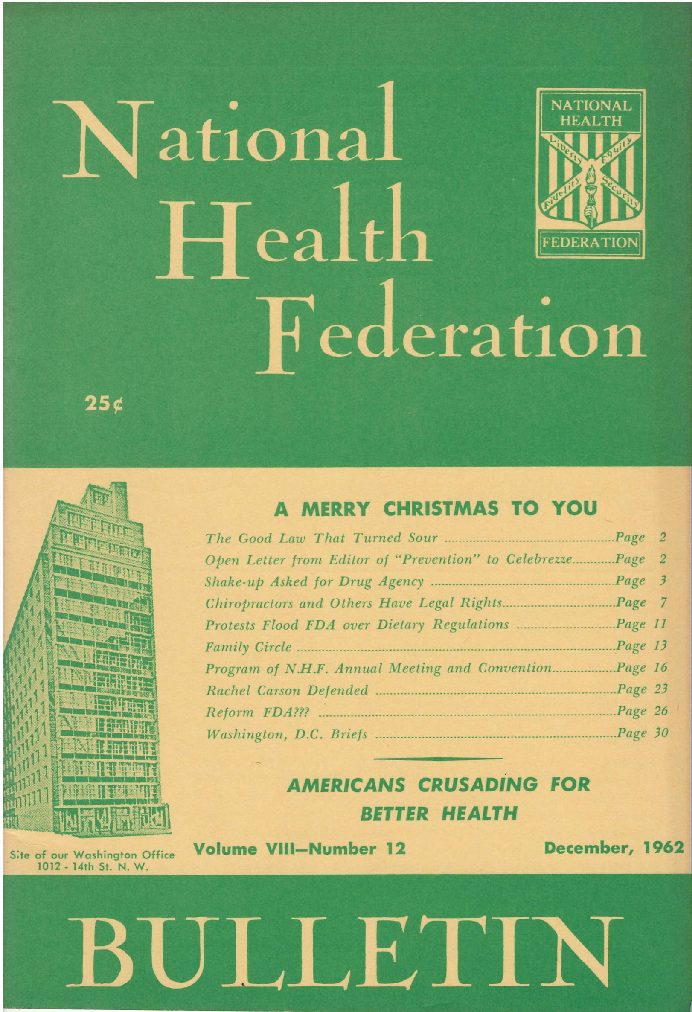 National
Health
Federation
NATIONAL
HEALTH
FEDERATION
25¢
A MERRY CHRISTMAS TO YOU
The Good Law That Turned Sour ........................................Page 2
Open Letter from Editor of "Prevention" to Celebrezze..........Page 2
Shake-up Asked for Drug Agency ...........................................Page 3
Chiropractors and Others Have Legal Rights...........................Page 7
Protests Flood FDA over Dietary Regulations .......................Page 11
Family Circle ...........................................................................Page 13
Program of N.H.F. Annual Meeting and Convention...............Page 16
Rachel Carson Defended .........................................................Page 23
Reform FDA??? .......................................................................Page 26
Washington, D.C. Briefs .........................................................Page 30
AMERICANS CRUSADING FOR
BETTER HEALTH
Site of our Washington Office
1012 - 14th St. N. W.
Volume VIII—Number 12
December, 1962
BULLETIN